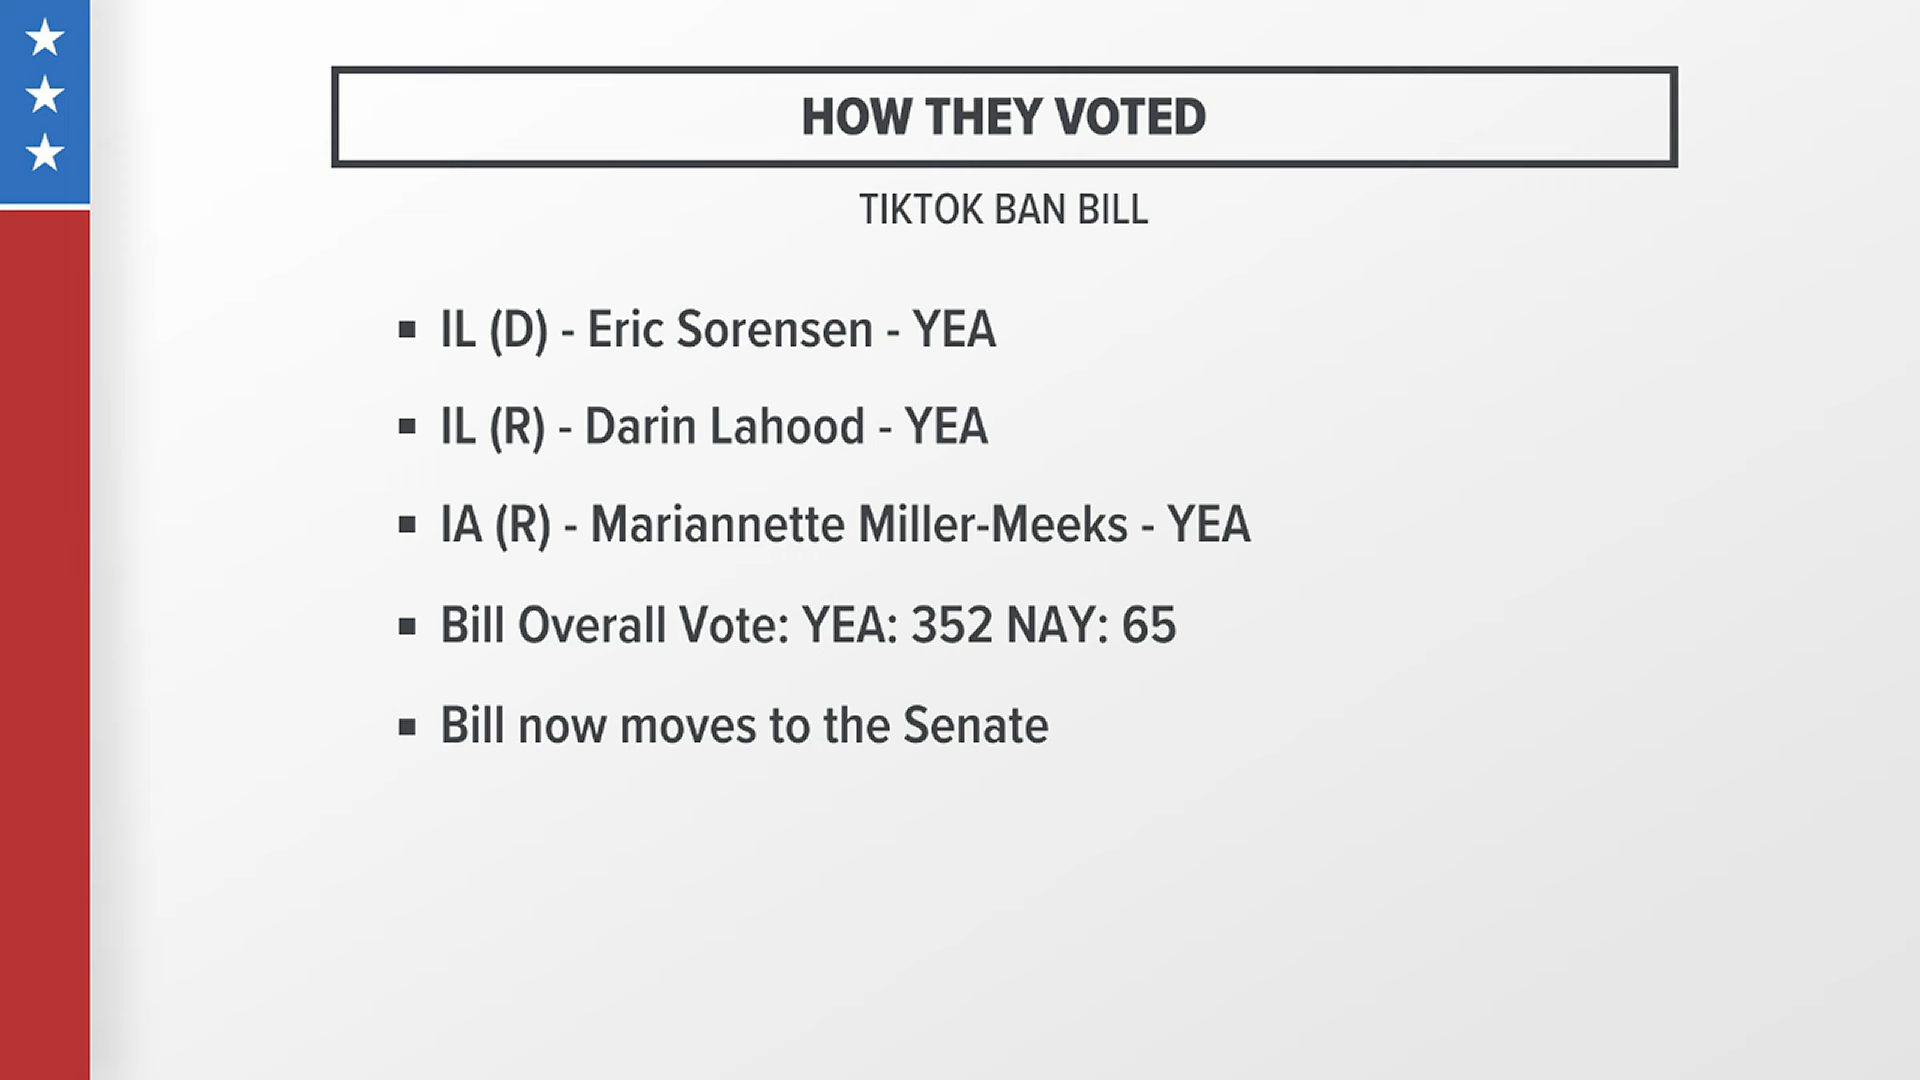 HOW THEY VOTED
TIKTOK BAN BILL
▪ IL (D) - Eric Sorensen - YEA
▪ IL (R) - Darin Lahood - YEA
▪ IA (R) - Mariannette Miller-Meeks - YEA
▪ Bill Overall Vote: YEA: 352 NAY: 65
▪ Bill now moves to the Senate